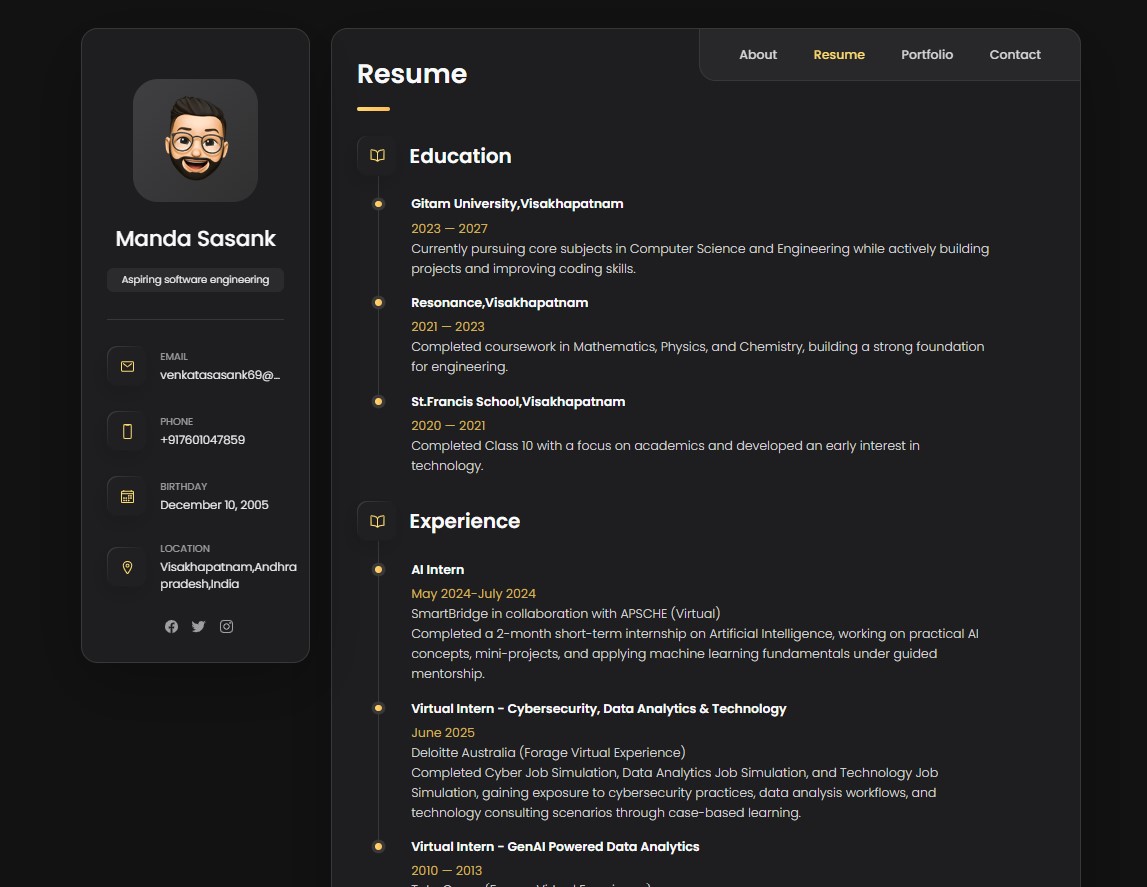 Manda Sasank
Aspiring software engineering
EMAIL
venkatasasank69@...
PHONE
+917601047859
BIRTHDAY
December 10, 2005
LOCATION
Visakhapatnam,Andhra
pradesh,India
About Resume Portfolio Contact
Resume
Education
Gitam University,Visakhapatnam
2023 — 2027
Currently pursuing core subjects in Computer Science and Engineering while actively building
projects and improving coding skills.
Resonance,Visakhapatnam
2021 — 2023
Completed coursework in Mathematics, Physics, and Chemistry, building a strong foundation
for engineering.
St.Francis School,Visakhapatnam
2020 — 2021
Completed Class 10 with a focus on academics and developed an early interest in
technology.
Experience
AI Intern
May 2024-July 2024
SmartBridge in collaboration with APSCHE (Virtual)
Completed a 2-month short-term internship on Artificial Intelligence, working on practical AI
concepts, mini-projects, and applying machine learning fundamentals under guided
mentorship.
Virtual Intern - Cybersecurity, Data Analytics & Technology
June 2025
Deloitte Australia (Forage Virtual Experience)
Completed Cyber Job Simulation, Data Analytics Job Simulation, and Technology Job
Simulation, gaining exposure to cybersecurity practices, data analysis workflows, and
technology consulting scenarios through case-based learning.
Virtual Intern - GenAI Powered Data Analytics
2010 — 2013